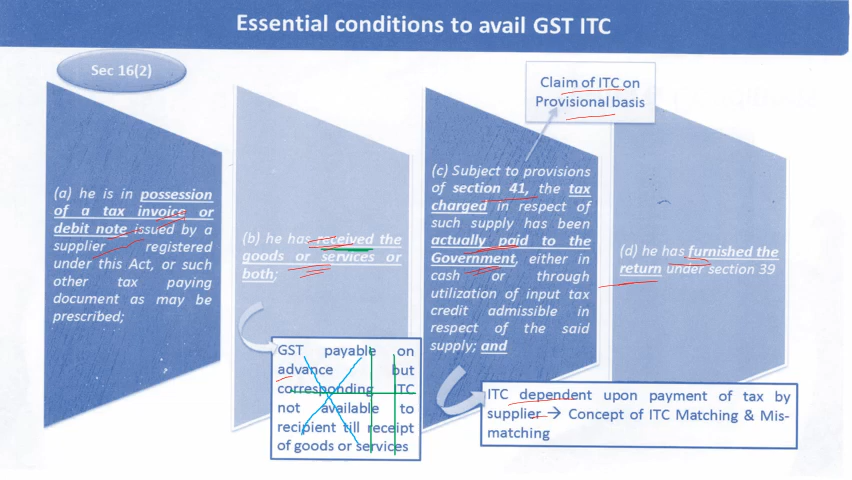 Essential conditions to avail GST ITC
Sec 16(2)
Claim of ITC on
Provisional basis
(a) he is in possession
of a tax invoice or
debit note issued by a
supplier registered
under this Act, or such
other tax paying
document as may be
prescribed;
(b) he has received the
goods or services or
both;
(c) Subject to provisions
of section 41, the tax
charged in respect of
such supply has been
actually paid to the
Government, either in
cash or through
utilization of input tax
credit admissible in
respect of the said
supply; and
(d) he has furnished the
return under section 39
GST payable on
advance but
corresponding ITC
not available to
recipient till receipt
of goods or services
ITC dependent upon payment of tax by
supplier → Concept of ITC Matching & Mis-
matching